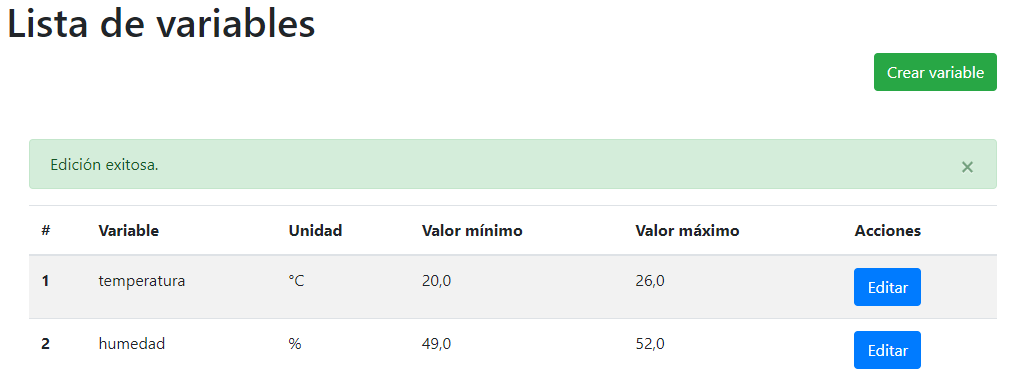 Lista de variables
Crear variable
Edición exitosa. ×
# Variable Unidad Valor mínimo Valor máximo Acciones
1 temperatura °C 20,0 26,0 Editar
2 humedad % 49,0 52,0 Editar